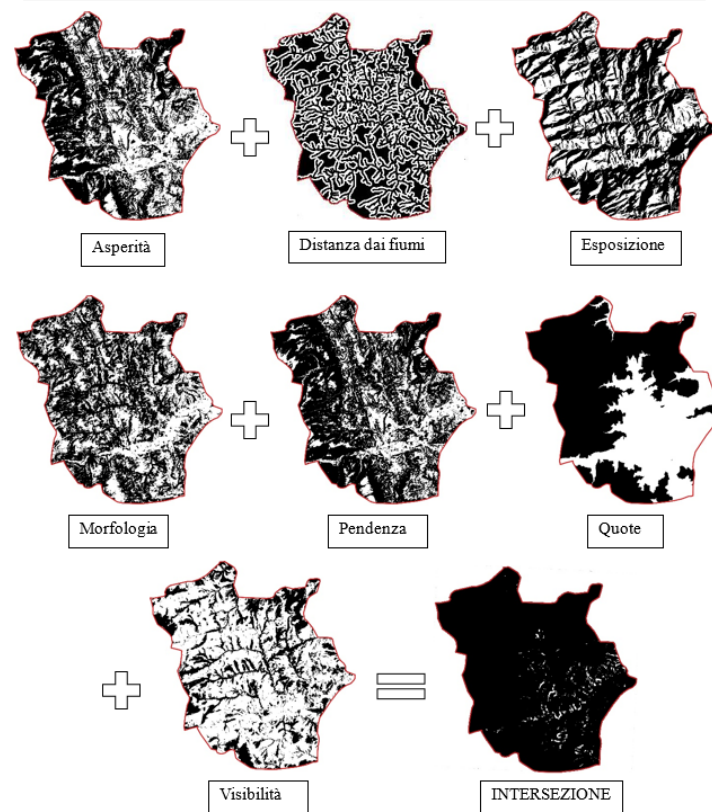 Asperità
Distanza dai fiumi
Esposizione
Morfologia
Pendenza
Quote
Visibilità
INTERSEZIONE